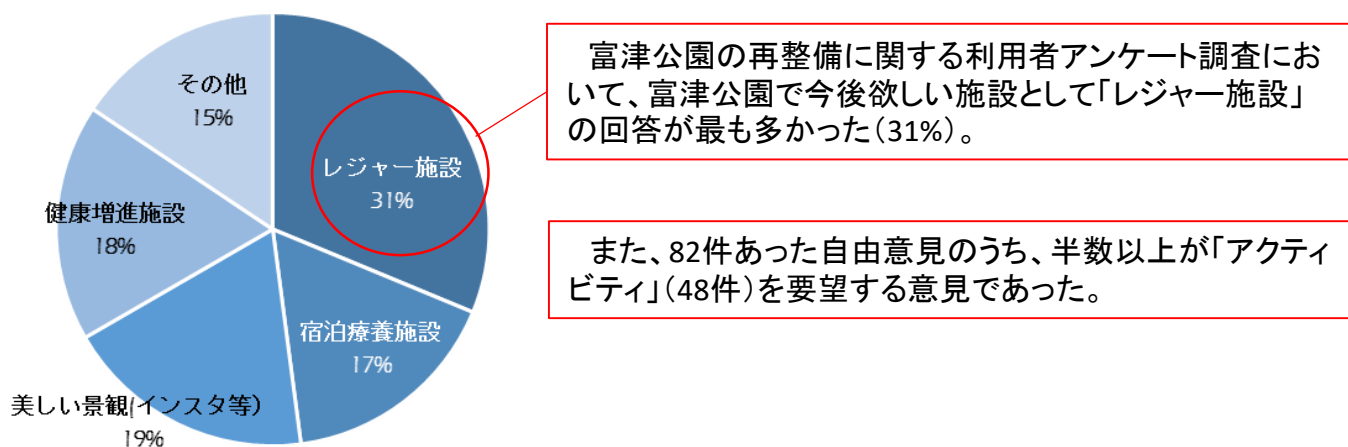 その他
15%
レジャー施設
31%
健康増進施設
18%
宿泊療養施設
17%
美しい景観(インスタ等)
19%
富津公園の再整備に関する利用者アンケート調査にお
いて、富津公園で今後欲しい施設として「レジャー施設」
の回答が最も多かった(31%)。
また、82件あった自由意見のうち、半数以上が「アクティ
ビティ」(48件)を要望する意見であった。